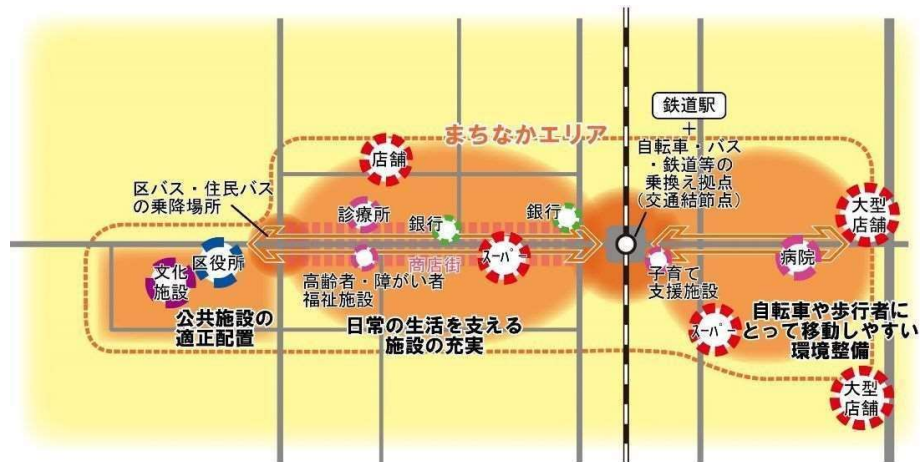 鉄道駅
+
まちなかエリア
自転車・バス
・鉄道等の
乗換え拠点
(交通結節点)
店舗
区バス・住民バス
の乗降場所
診療所
銀行
銀行
大型
店舗
文化
施設
区役所
高齢者・障がい者
福祉施設
商店街
スーパー
子育て
支援施設
病院
公共施設の
適正配置
日常の生活を支える
施設の充実
スーパー
自転車や歩行者に
とって移動しやすい
環境整備
大型
店舗